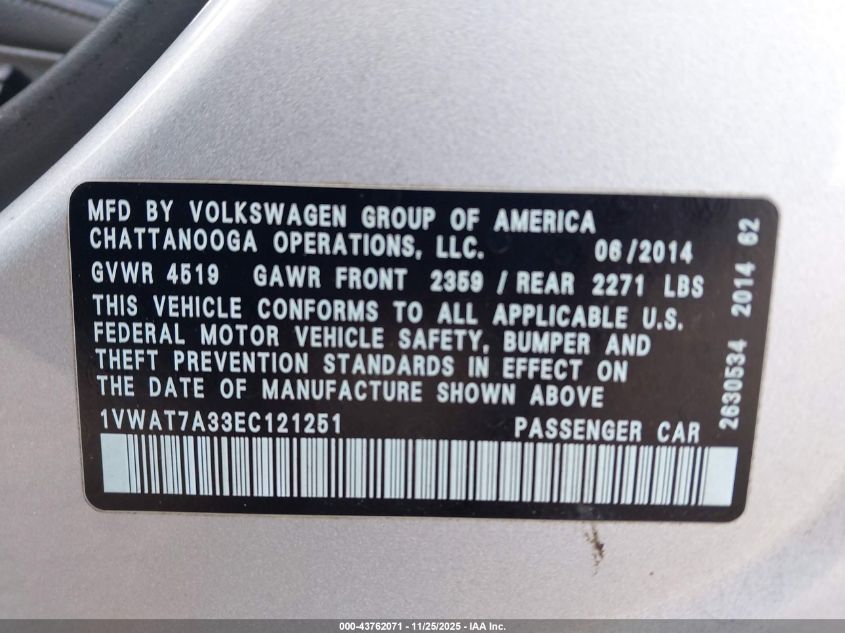 MFD BY VOLKSWAGEN GROUP OF AMERICA
CHATTANOOGA OPERATIONS, LLC. 06/2014
GVWR 4519 GAWR FRONT 2359 / REAR 2271 LBS
THIS VEHICLE CONFORMS TO ALL APPLICABLE U.S.
FEDERAL MOTOR VEHICLE SAFETY, BUMPER AND
THEFT PREVENTION STANDARDS IN EFFECT ON
THE DATE OF MANUFACTURE SHOWN ABOVE
1VWAT7A33EC121251 PASSENGER CAR
2630534 2014 62
000-43762071 - 11/25/2025 - IAA Inc.